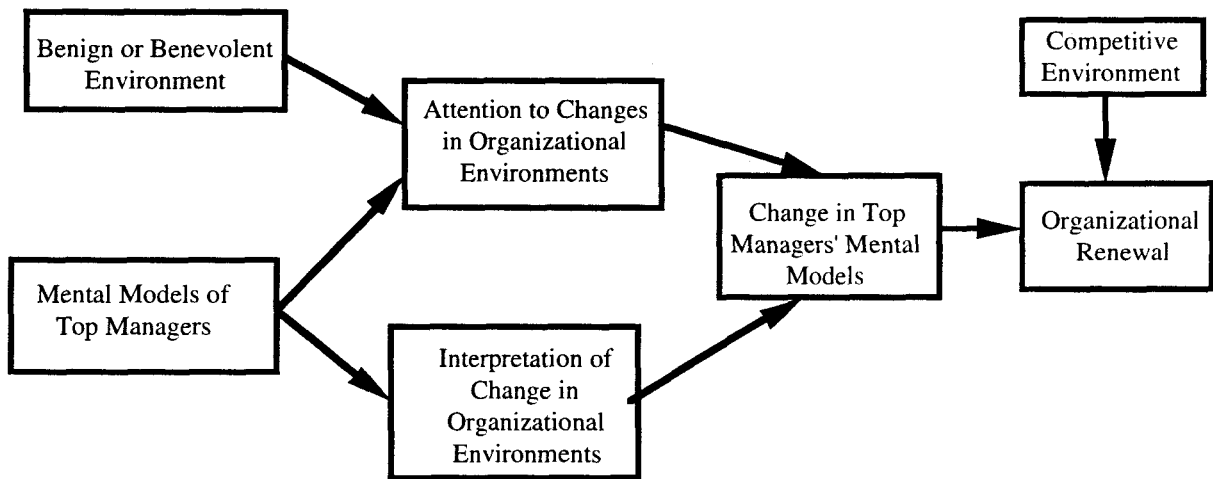 Benign or Benevolent
Environment
Competitive
Environment
Attention to Changes
in Organizational
Environments
Change in Top
Managers' Mental
Models
Organizational
Renewal
Mental Models of
Top Managers
Interpretation of
Change in
Organizational
Environments